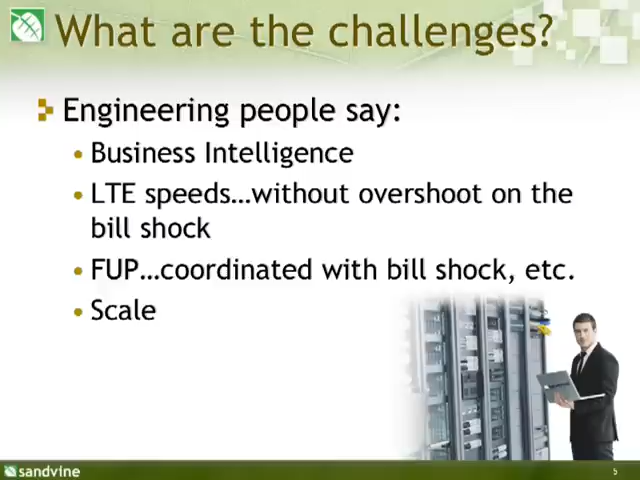 What are the challenges?
Engineering people say:
• Business Intelligence
• LTE speeds…without overshoot on the
bill shock
• FUP…coordinated with bill shock, etc.
• Scale
sandvine
5